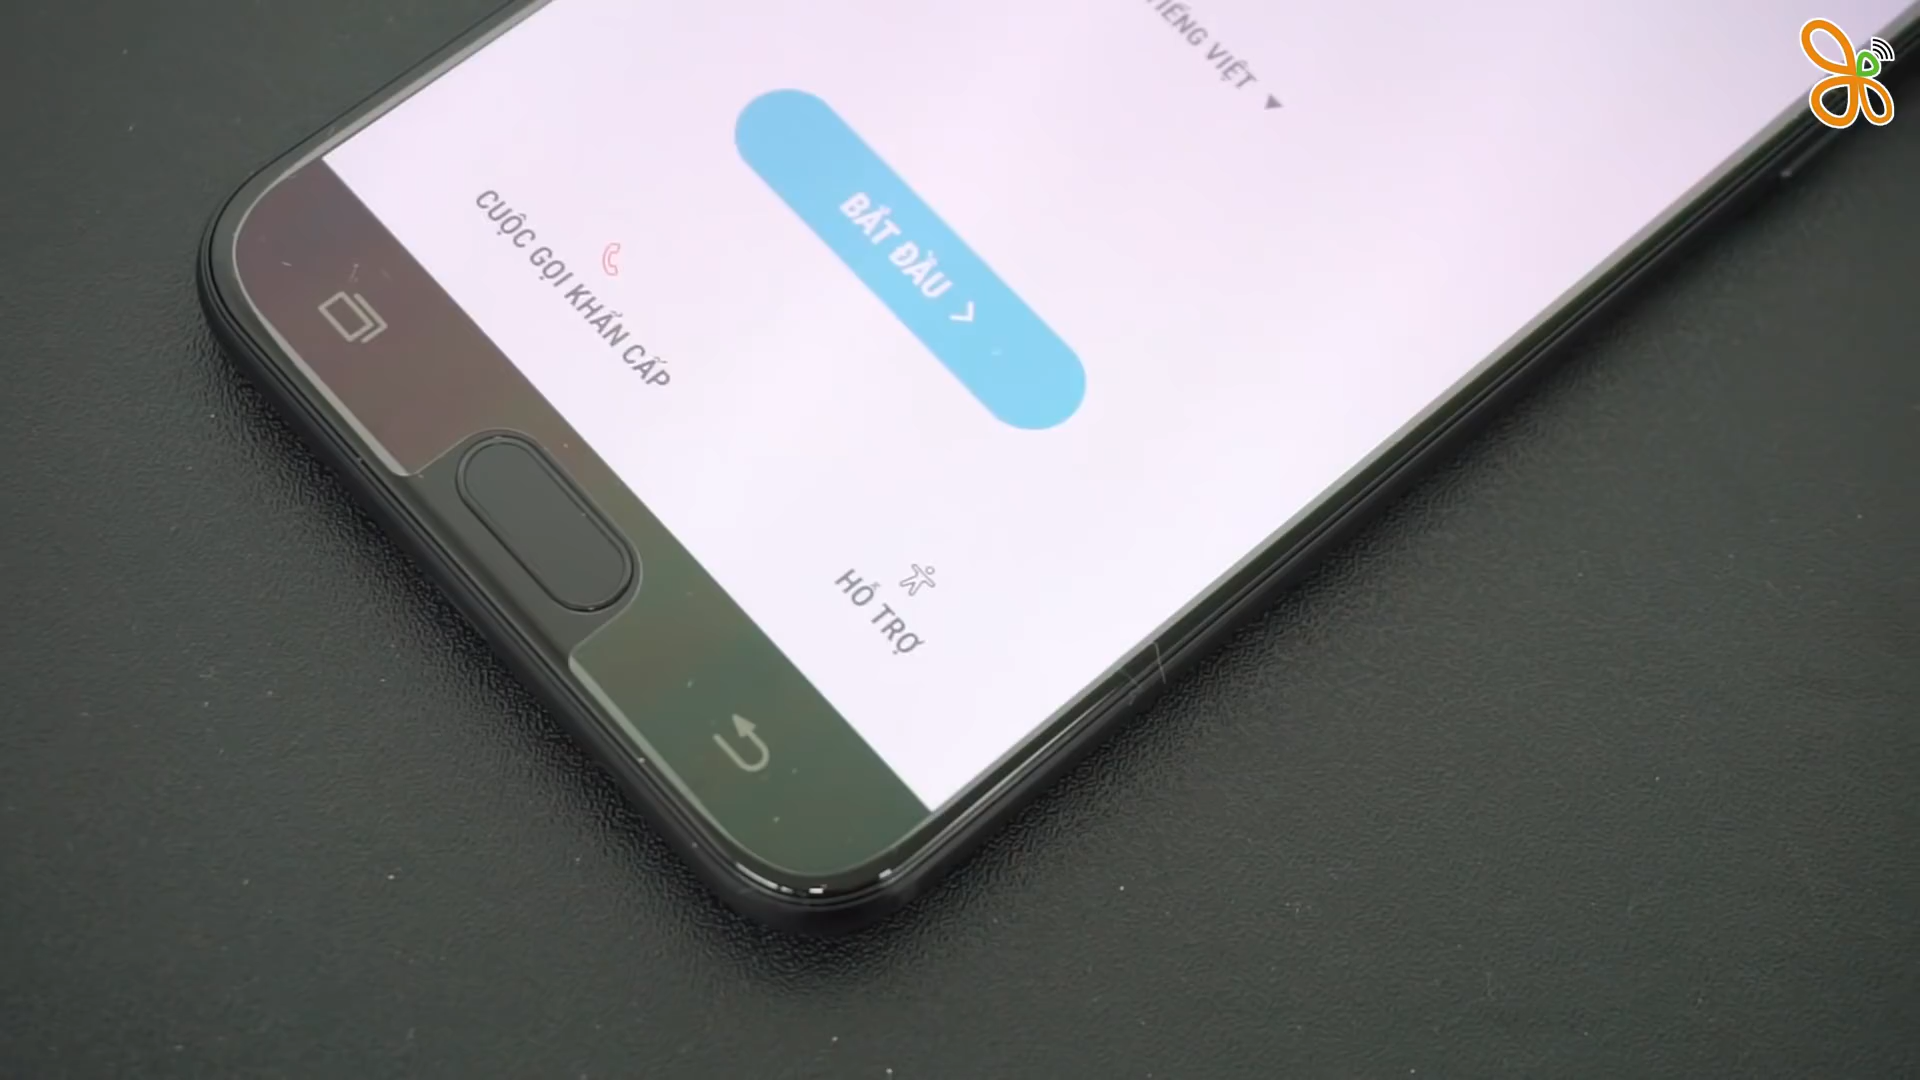 TIẾNG VIỆT
BẮT ĐẦU
CUỘC GỌI KHẨN CẤP
HỖ TRỢ